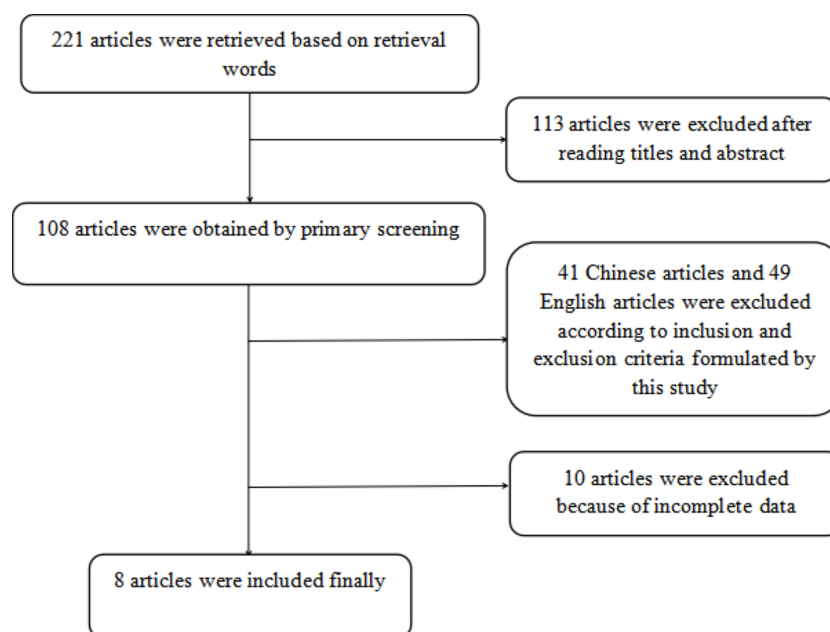 221 articles were retrieved based on retrieval
words
113 articles were excluded after
reading titles and abstract
108 articles were obtained by primary screening
41 Chinese articles and 49
English articles were excluded
according to inclusion and
exclusion criteria formulated by
this study
10 articles were excluded
because of incomplete data
8 articles were included finally